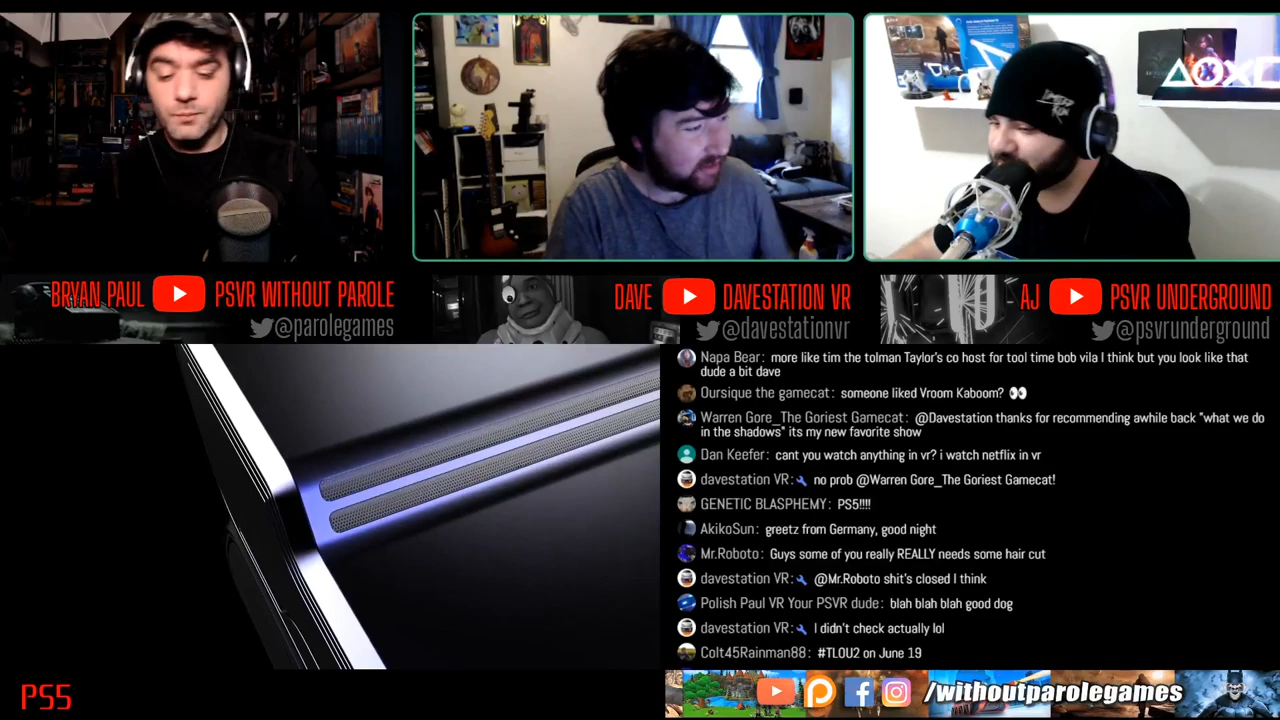 BRYAN PAUL PSVR WITHOUT PAROLE
@parolegames
DAVE DAVESTATION VR
@davestationvr
AJ PSVR UNDERGROUND
@psvrunderground
Napa Bear: more like tim the tolman Taylor's co host for tool time bob vila I think but you look like that
dude a bit dave
Oursique the gamecat: someone liked Vroom Kaboom? 👀
Warren Gore_The Goriest Gamecat: @Davestation thanks for recommending awhile back "what we do
in the shadows" its my new favorite show
Dan Keefer: cant you watch anything in vr? i watch netflix in vr
davestation VR: no prob @Warren Gore_The Goriest Gamecat!
GENETIC BLASPHEMY: PS5!!!!
AkikoSun: greetz from Germany, good night
Mr.Roboto: Guys some of you really REALLY needs some hair cut
davestation VR: @Mr.Roboto shit's closed I think
Polish Paul VR Your PSVR dude: blah blah blah good dog
davestation VR: I didn't check actually lol
Colt45Rainman88: #TLOU2 on June 19
PS5
/withoutparolegames